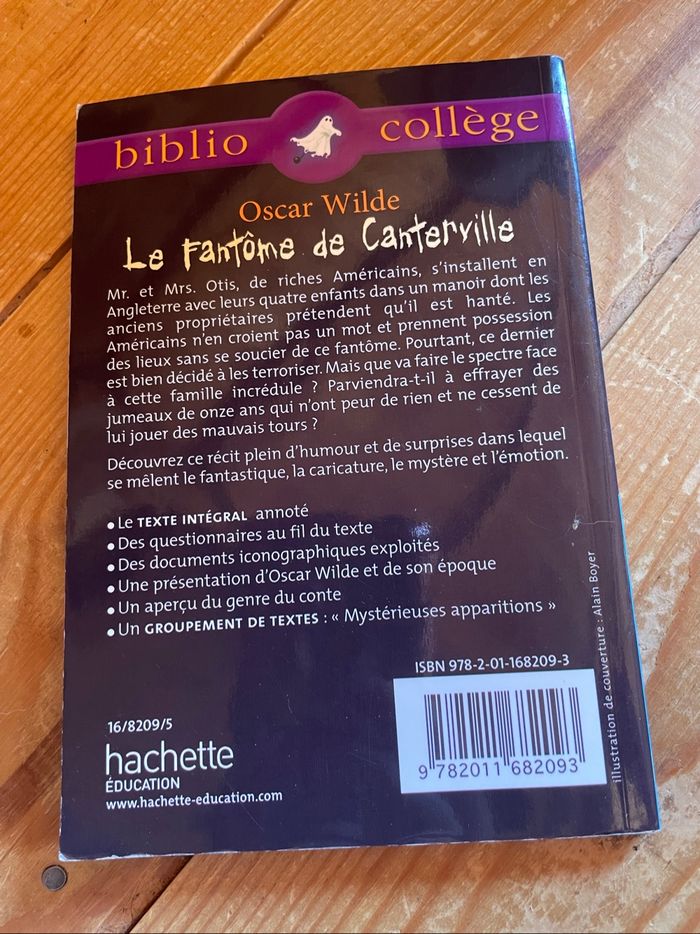 biblio collège
Oscar Wilde
Le Fantôme de Canterville
Mr. et Mrs. Otis, de riches Américains, s'installent en
Angleterre avec leurs quatre enfants dans un manoir dont les
anciens propriétaires prétendent qu'il est hanté. Les
Américains n'en croient pas un mot et prennent possession
des lieux sans se soucier de ce fantôme. Pourtant, ce dernier
est bien décidé à les terroriser. Mais que va faire le spectre face
à cette famille incrédule ? Parviendra-t-il à effrayer des
jumeaux de onze ans qui n'ont peur de rien et ne cessent de
lui jouer des mauvais tours ?
Découvrez ce récit plein d'humour et de surprises dans lequel
se mêlent le fantastique, la caricature, le mystère et l'émotion.
• Le TEXTE INTÉGRAL annoté
• Des questionnaires au fil du texte
• Des documents iconographiques exploités
• Une présentation d'Oscar Wilde et de son époque
• Un aperçu du genre du conte
• Un GROUPEMENT DE TEXTES : « Mystérieuses apparitions »
ISBN 978-2-01-168209-3
9 782011 682093
16/8209/5
hachette
ÉDUCATION
www.hachette-education.com
illustration de couverture : Alain Boyer